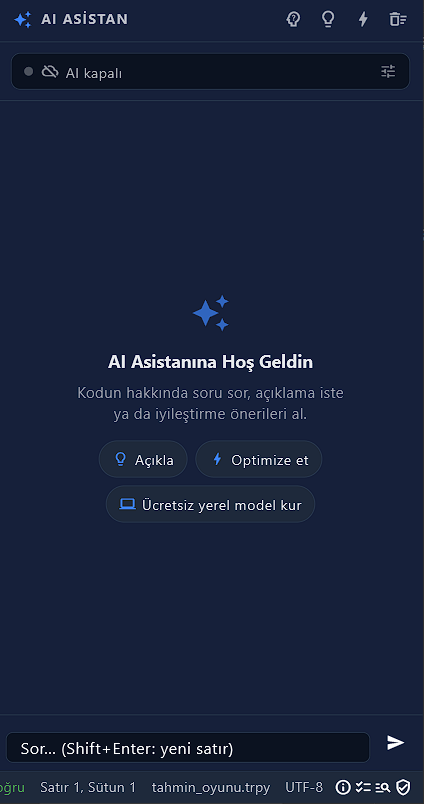 AI ASİSTAN
AI kapalı
AI Asistanına Hoş Geldin
Kodun hakkında soru sor, açıklama iste
ya da iyileştirme önerileri al.
Açıkla
Optimize et
Ücretsiz yerel model kur
Sor... (Shift+Enter: yeni satır)
oğru Satır 1, Sütun 1 tahmin_oyunu.trpy UTF-8